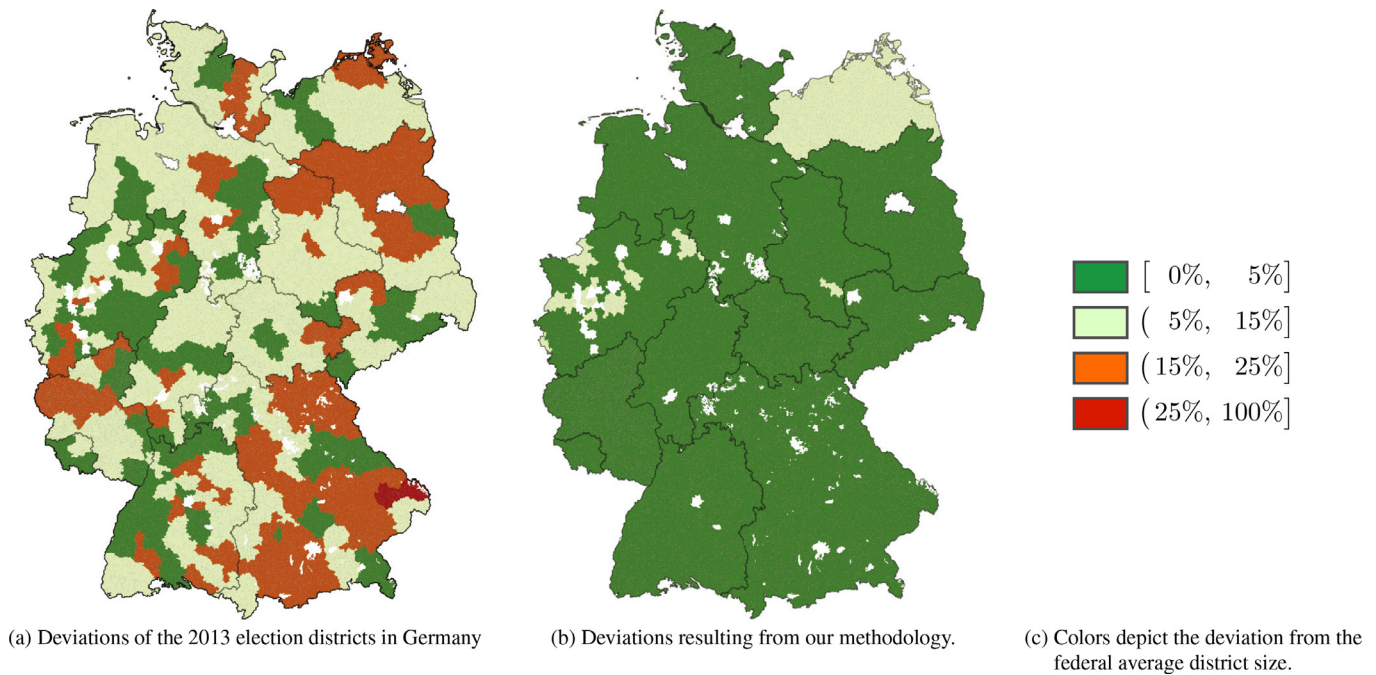 [ 0%, 5%]
( 5%, 15%]
(15%, 25%]
(25%, 100%]
(a) Deviations of the 2013 election districts in Germany
(b) Deviations resulting from our methodology.
(c) Colors depict the deviation from the
federal average district size.